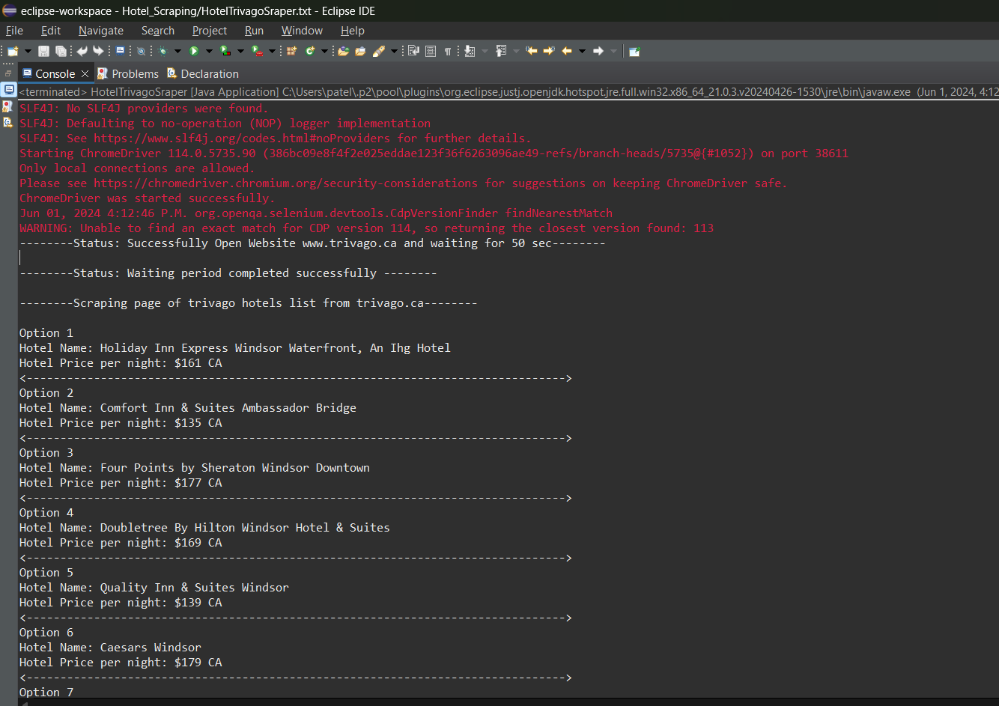 eclipse-workspace - Hotel_Scraping/HotelTrivagoSraper.txt - Eclipse IDE
File Edit Navigate Search Project Run Window Help
Console Problems Declaration
<terminated> HotelTrivagoSraper [Java Application] C:\Users\patel\.p2\pool\plugins\org.eclipse.justj.openjdk.hotspot.jre.full.win32.x86_64_21.0.3.v20240426-1530\jre\bin\javaw.exe (Jun 1, 2024, 4:12
SLF4J: No SLF4J providers were found.
SLF4J: Defaulting to no-operation (NOP) logger implementation
SLF4J: See https://www.slf4j.org/codes.html#noProviders for further details.
Starting ChromeDriver 114.0.5735.90 (386bc09e8f4f2e025eddae123f36f6263096ae49-refs/branch-heads/5735@{#1052}) on port 38611
Only local connections are allowed.
Please see https://chromedriver.chromium.org/security-considerations for suggestions on keeping ChromeDriver safe.
ChromeDriver was started successfully.
Jun 01, 2024 4:12:46 P.M. org.openqa.selenium.devtools.CdpVersionFinder findNearestMatch
WARNING: Unable to find an exact match for CDP version 114, so returning the closest version found: 113
--------Status: Successfully Open Website www.trivago.ca and waiting for 50 sec--------
--------Status: Waiting period completed successfully --------
--------Scraping page of trivago hotels list from trivago.ca--------
Option 1
Hotel Name: Holiday Inn Express Windsor Waterfront, An Ihg Hotel
Hotel Price per night: $161 CA
<-------------------------------------------------------------------------------->
Option 2
Hotel Name: Comfort Inn & Suites Ambassador Bridge
Hotel Price per night: $135 CA
<-------------------------------------------------------------------------------->
Option 3
Hotel Name: Four Points by Sheraton Windsor Downtown
Hotel Price per night: $177 CA
<-------------------------------------------------------------------------------->
Option 4
Hotel Name: Doubletree By Hilton Windsor Hotel & Suites
Hotel Price per night: $169 CA
<-------------------------------------------------------------------------------->
Option 5
Hotel Name: Quality Inn & Suites Windsor
Hotel Price per night: $139 CA
<-------------------------------------------------------------------------------->
Option 6
Hotel Name: Caesars Windsor
Hotel Price per night: $179 CA
<-------------------------------------------------------------------------------->
Option 7